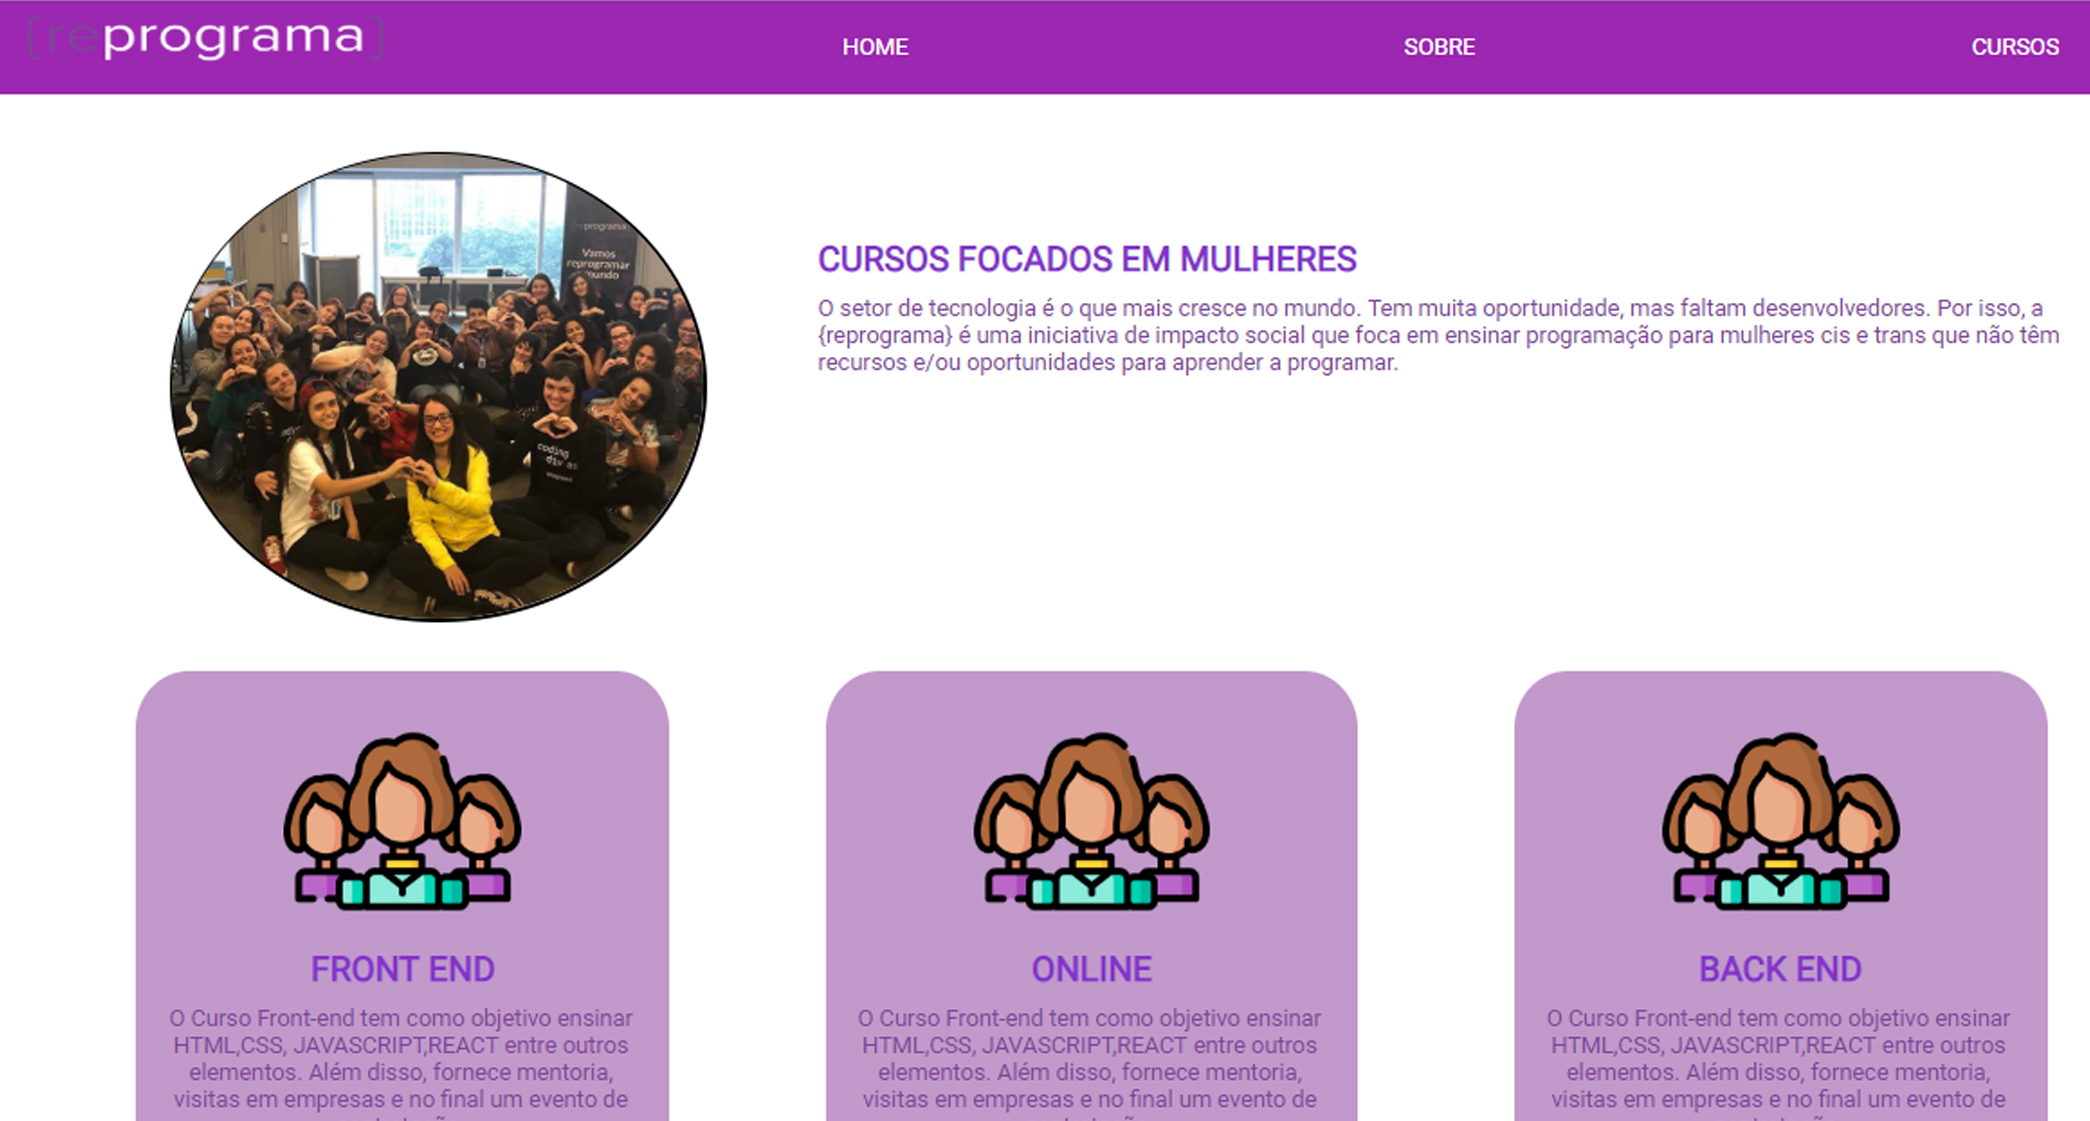 {reprograma}
HOME
SOBRE
CURSOS
reprograma
Vamos
reprogramar
mundo
coding
CURSOS FOCADOS EM MULHERES
O setor de tecnologia é o que mais cresce no mundo. Tem muita oportunidade, mas faltam desenvolvedores. Por isso, a
{reprograma} é uma iniciativa de impacto social que foca em ensinar programação para mulheres cis e trans que não têm
recursos e/ou oportunidades para aprender a programar.
FRONT END
O Curso Front-end tem como objetivo ensinar
HTML,CSS, JAVASCRIPT,REACT entre outros
elementos. Além disso, fornece mentoria,
visitas em empresas e no final um evento de
ONLINE
O Curso Front-end tem como objetivo ensinar
HTML,CSS, JAVASCRIPT,REACT entre outros
elementos. Além disso, fornece mentoria,
visitas em empresas e no final um evento de
BACK END
O Curso Front-end tem como objetivo ensinar
HTML,CSS, JAVASCRIPT,REACT entre outros
elementos. Além disso, fornece mentoria,
visitas em empresas e no final um evento de